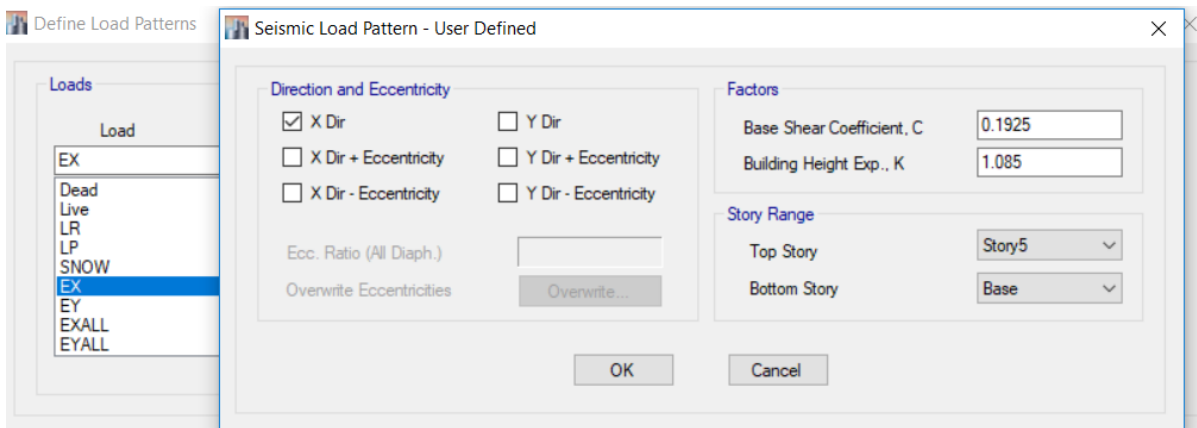 Define Load Patterns
Seismic Load Pattern - User Defined
Loads
Load
EX
Dead
Live
LR
LP
SNOW
EX
EY
EXALL
EYALL
Direction and Eccentricity
X Dir
Y Dir
X Dir + Eccentricity
Y Dir + Eccentricity
X Dir - Eccentricity
Y Dir - Eccentricity
Ecc. Ratio (All Diaph.)
Overwrite Eccentricities
Overwrite...
Factors
Base Shear Coefficient, C
0.1925
Building Height Exp., K
1.085
Story Range
Top Story
Story5
Bottom Story
Base
OK
Cancel